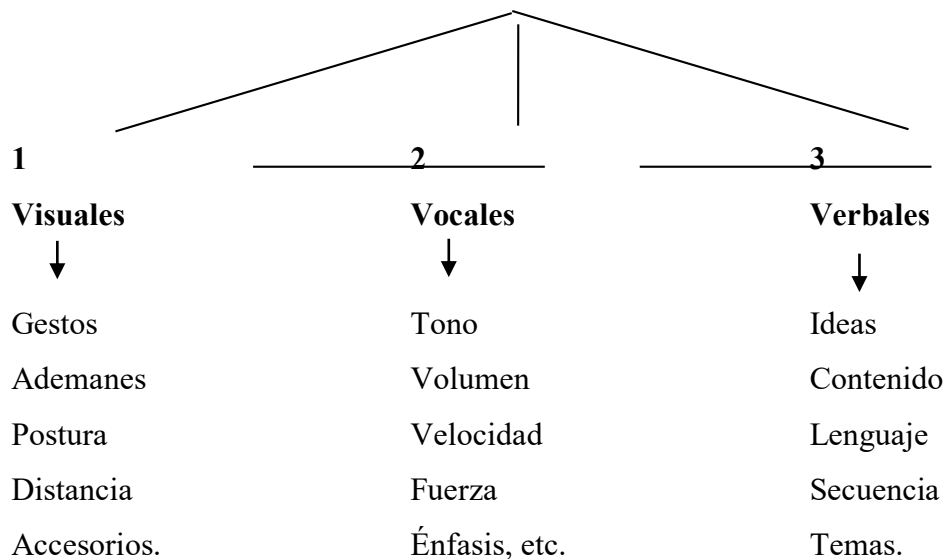 1 2 3
Visuales Vocales Verbales
Gestos Tono Ideas
Ademanes Volumen Contenido
Postura Velocidad Lenguaje
Distancia Fuerza Secuencia
Accesorios. Énfasis, etc. Temas.